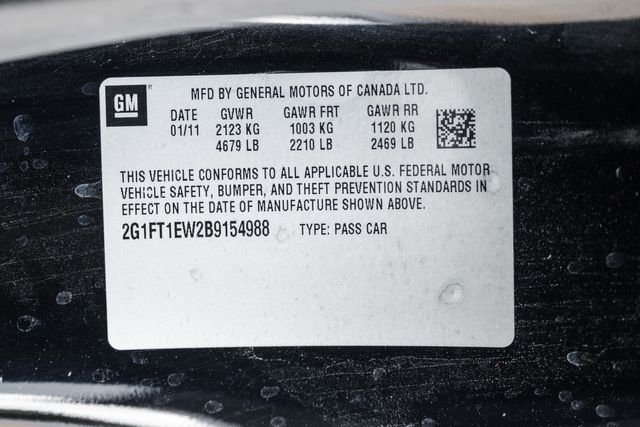 GM
MFD BY GENERAL MOTORS OF CANADA LTD.
DATE GVWR GAWR FRT GAWR RR
01/11 2123 KG 1003 KG 1120 KG
4679 LB 2210 LB 2469 LB
THIS VEHICLE CONFORMS TO ALL APPLICABLE U.S. FEDERAL MOTOR
VEHICLE SAFETY, BUMPER, AND THEFT PREVENTION STANDARDS IN
EFFECT ON THE DATE OF MANUFACTURE SHOWN ABOVE.
2G1FT1EW2B9154988 TYPE: PASS CAR